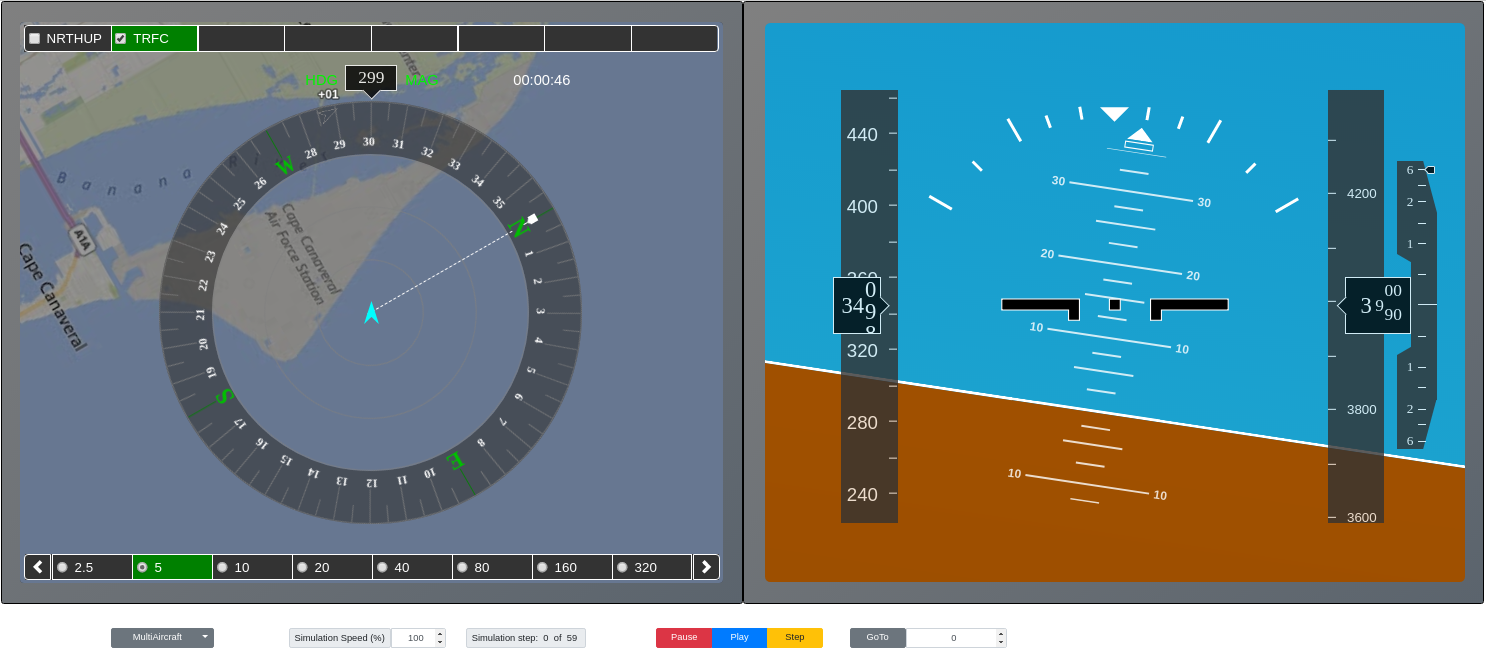 NRTHUP TRFC
HDG 299 MAG 00:00:46
+01
Banana Ri
A1A
Cape Canaveral
Cape Canaveral
Air Force Station
W 28 29 30 31 32 33 34 35 N 1 2 3 4 5 6 7 8 E 10 11 12 13 14 15 16 17 S 19 20 21 22 23 24 25 26
2.5 5 10 20 40 80 160 320
440
400
360
320
280
240
34 0 9 8
30 30
20 20
10 10
10 10
4200
3800
3600
3 9 00 90
6
2
1
1
2
6
MultiAircraft Simulation Speed (%) 100 Simulation step: 0 of 59 Pause Play Step GoTo 0